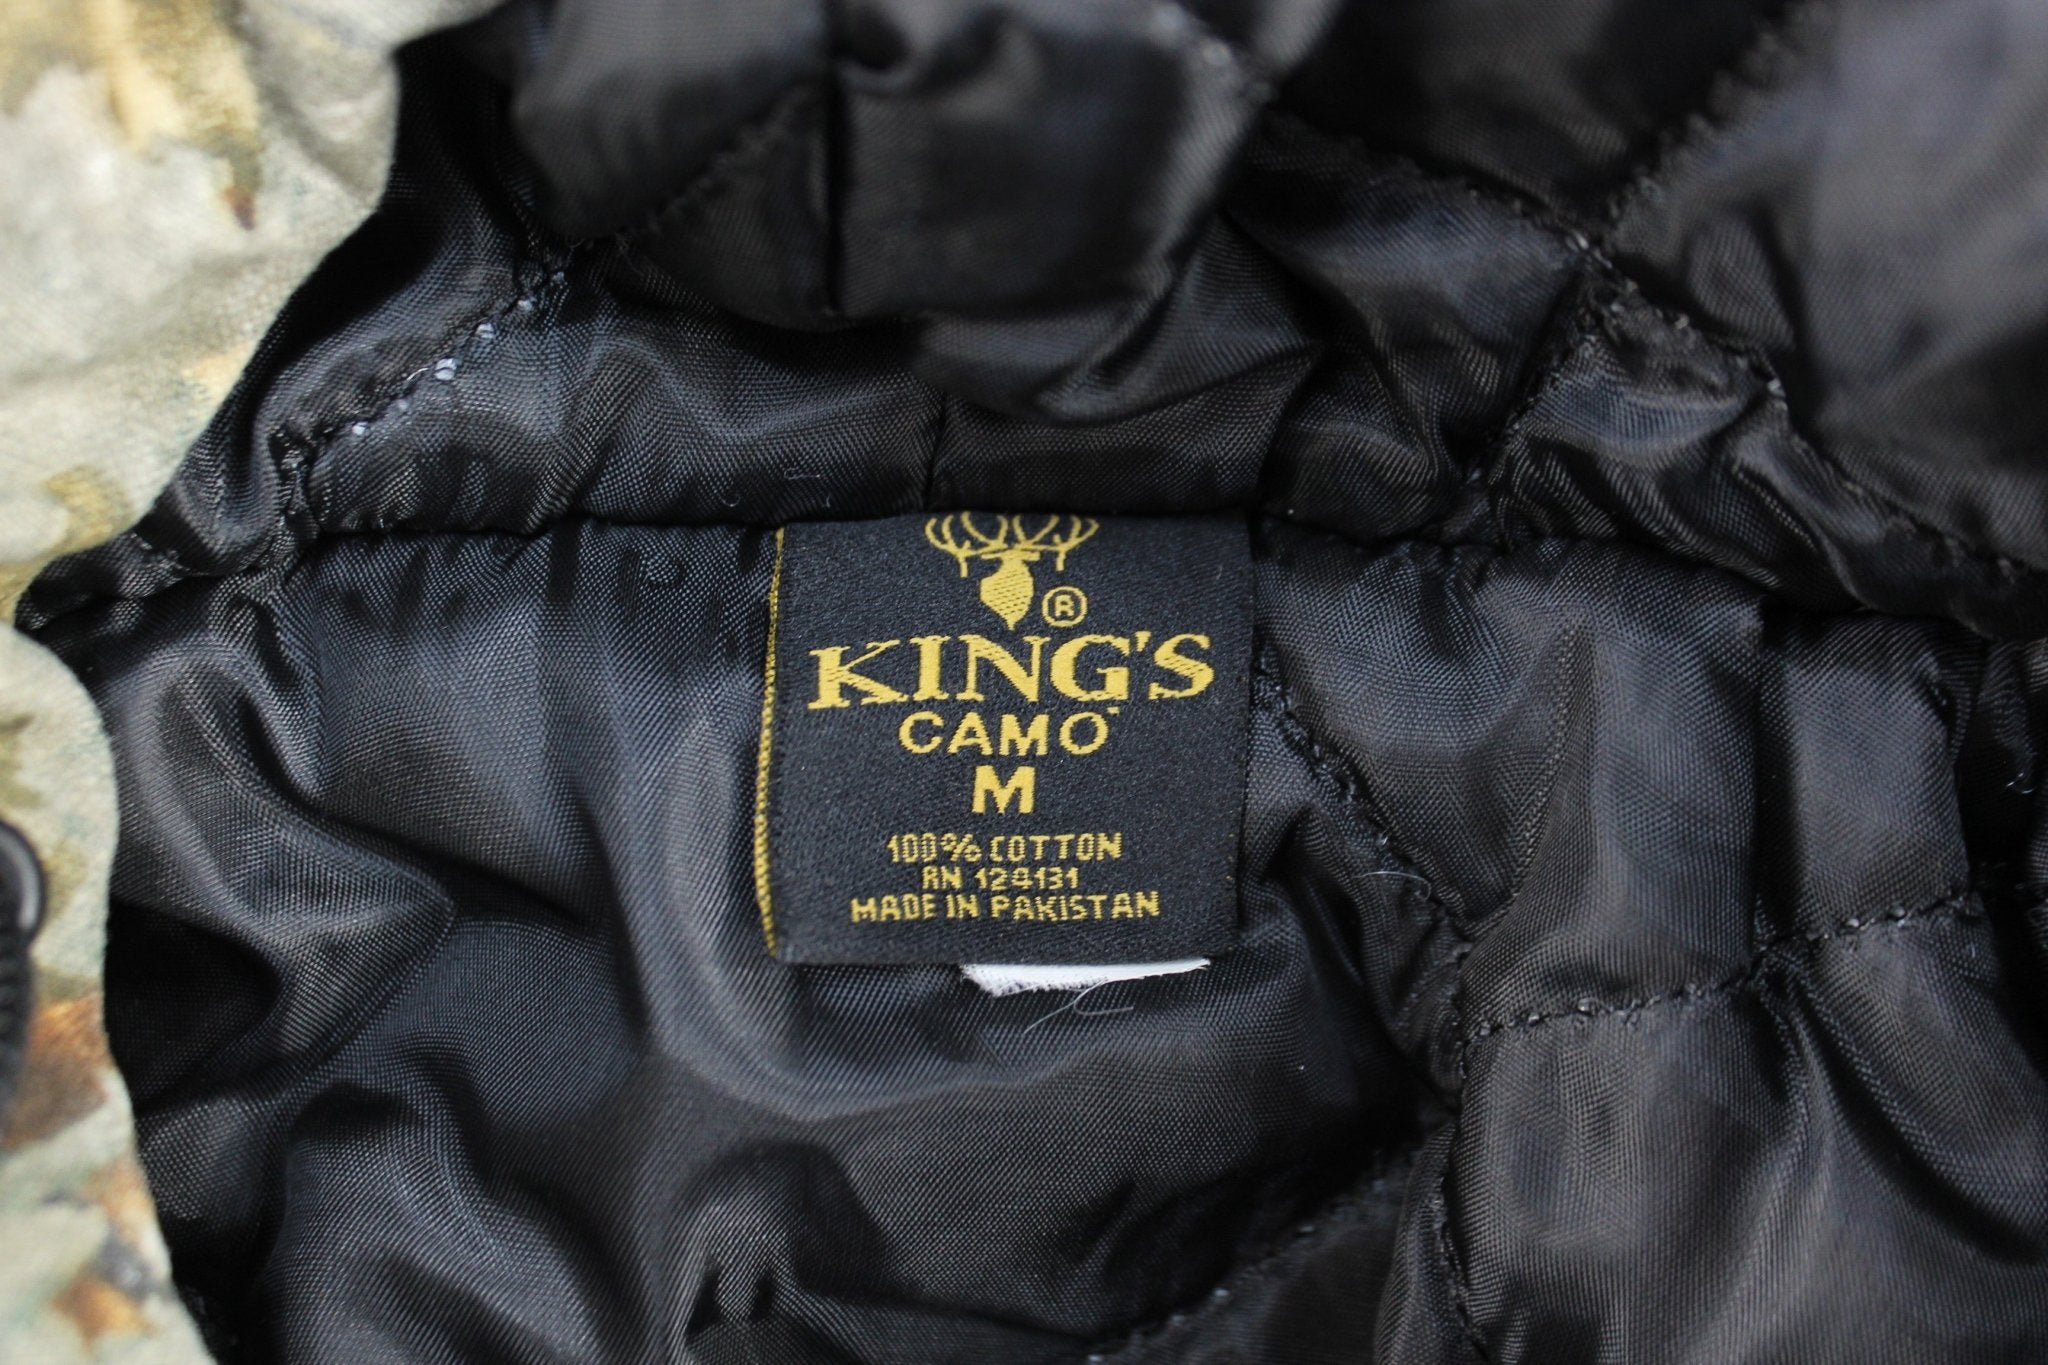 ®
KING'S
CAMO
M
100% COTTON
RN 124131
MADE IN PAKISTAN